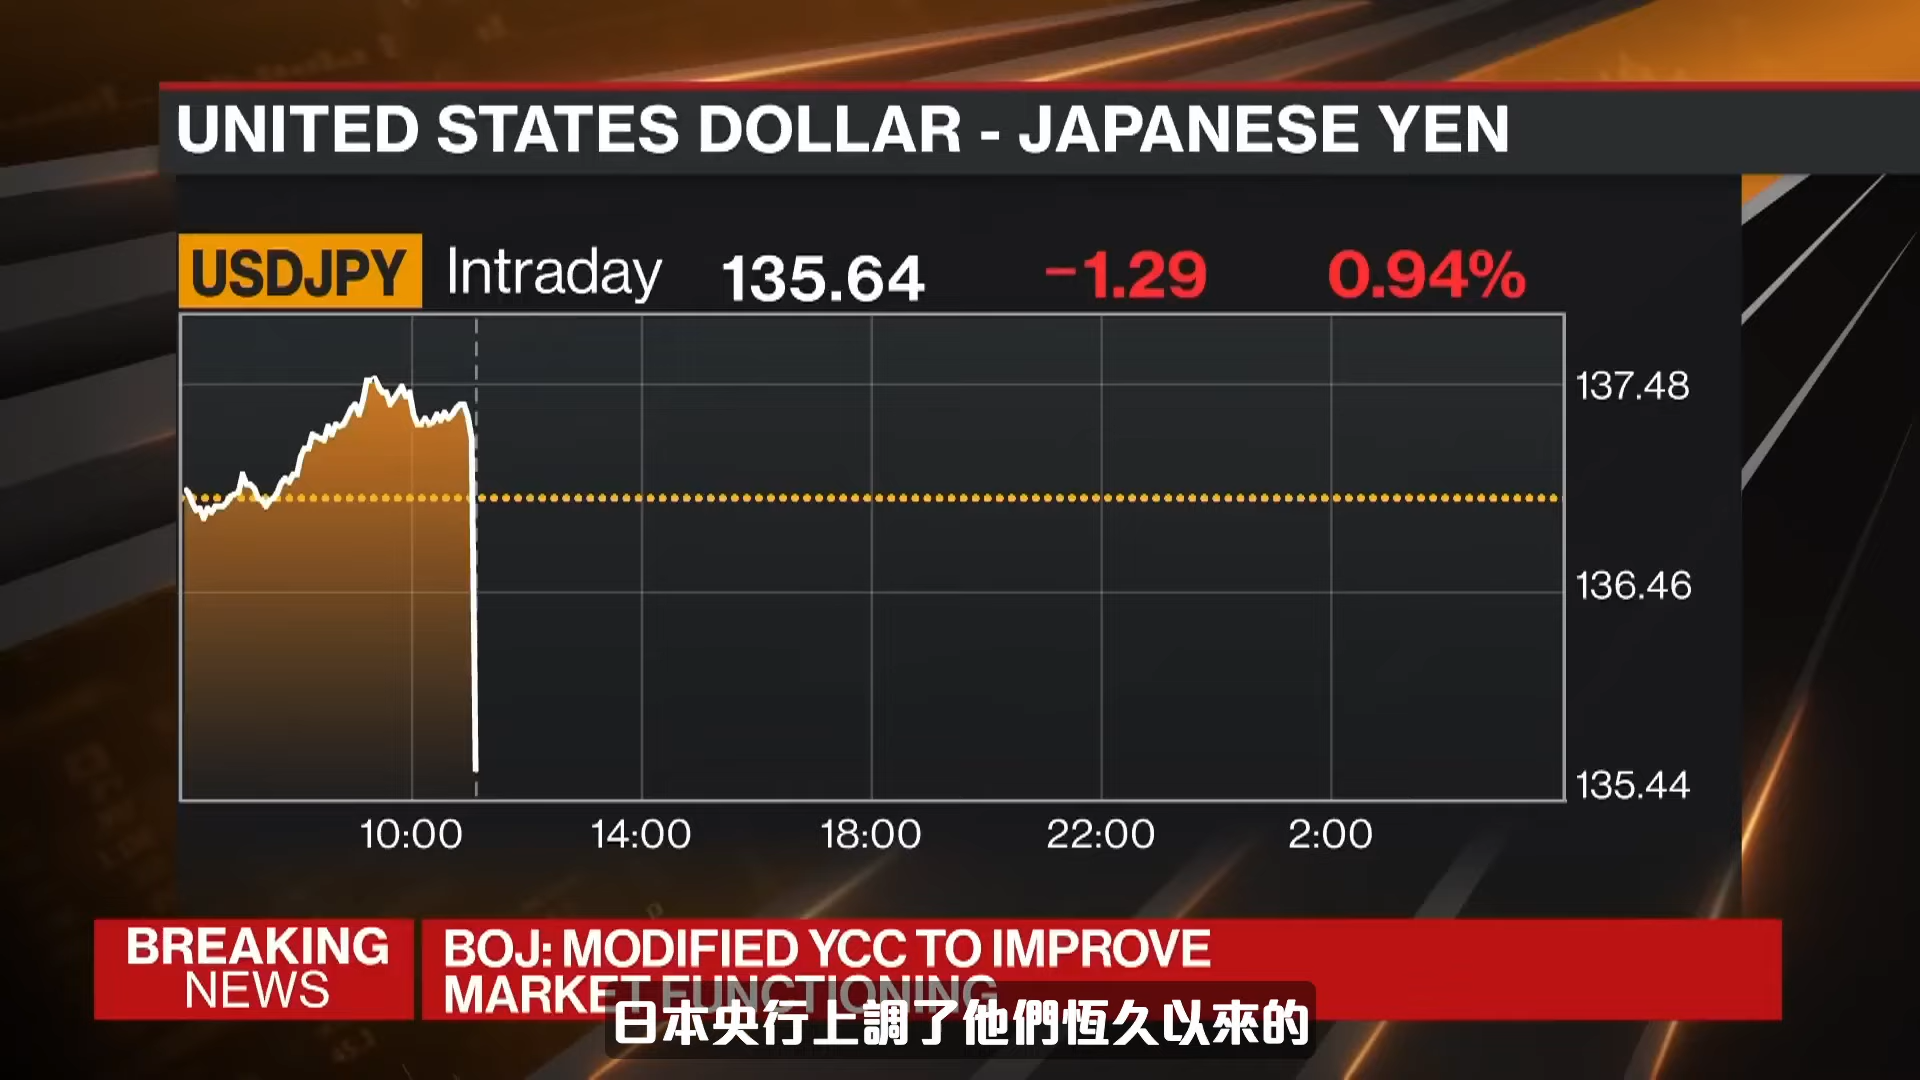 UNITED STATES DOLLAR - JAPANESE YEN
USDJPY Intraday 135.64 -1.29 0.94%
137.48
136.46
135.44
10:00 14:00 18:00 22:00 2:00
BREAKING
NEWS
BOJ: MODIFIED YCC TO IMPROVE
MARKET FUNCTIONING
日本央行上調了他們恆久以來的